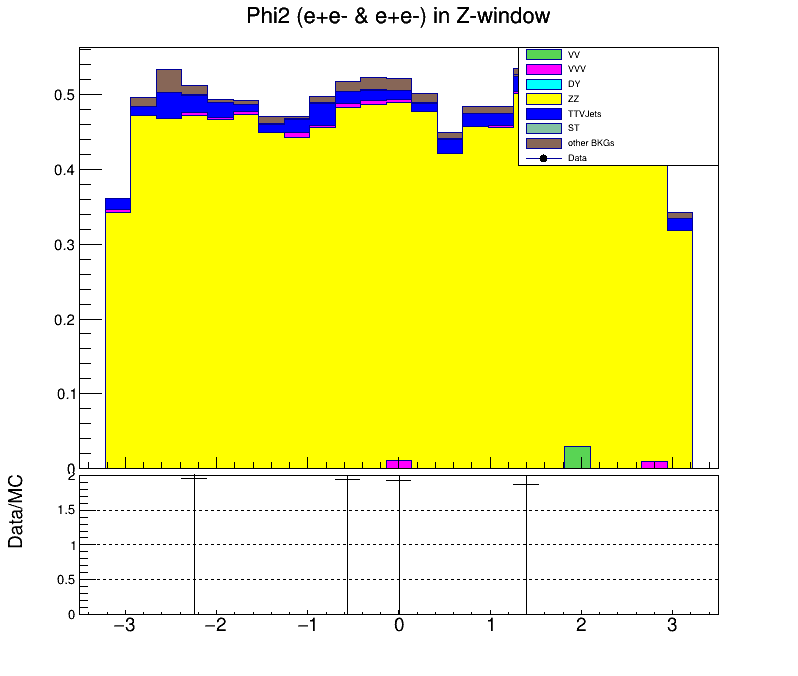 Phi2 (e+e- & e+e-) in Z-window
VV
VVV
DY
ZZ
TTVJets
ST
other BKGs
Data
0.5
0.4
0.3
0.2
0.1
0
Data/MC
2
1.5
1
0.5
0
−3 −2 −1 0 1 2 3